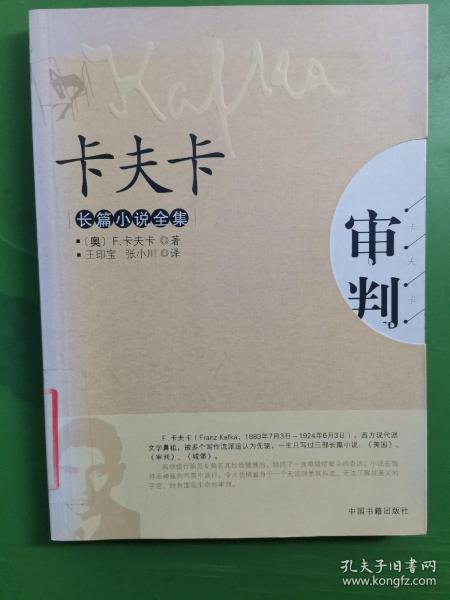 Kafka
卡夫卡
长篇小说全集
审判
卡夫卡
■〔奥〕F.卡夫卡◎著
■王印宝 张小川◎译
F.卡夫卡(Franz Kafka，1883年7月3日－1924年6月3日)，西方现代派
文学鼻祖，被多个写作流派追认为先驱，一生只写过三部长篇小说：《美国》、
《审判》、《城堡》。
中国书籍出版社
孔夫子旧书网
www.kongfz.com